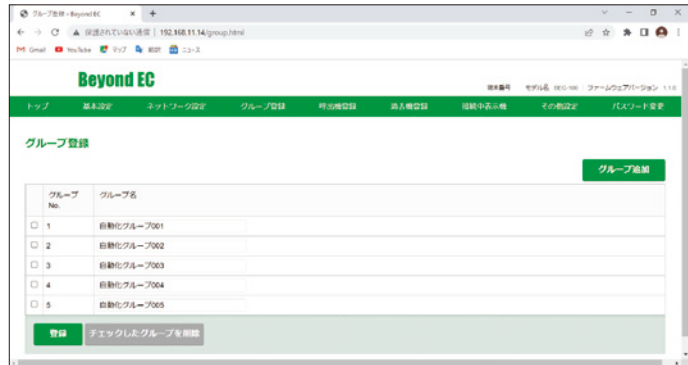 グループ登録 - Beyond EC
保護されていない通信 | 192.168.11.14/group.html
Gmail YouTube マップ 翻訳 ニュース
Beyond EC
端末番号 モデル名 ファームウェアバージョン 1.1.0
トップ 基本設定 ネットワーク設定 グループ登録 呼出機登録 消去機登録 接続中表示機 その他設定 パスワード変更
グループ登録
グループ追加
グループ No. グループ名
1 自動化グループ001
2 自動化グループ002
3 自動化グループ003
4 自動化グループ004
5 自動化グループ005
登録 チェックしたグループを削除